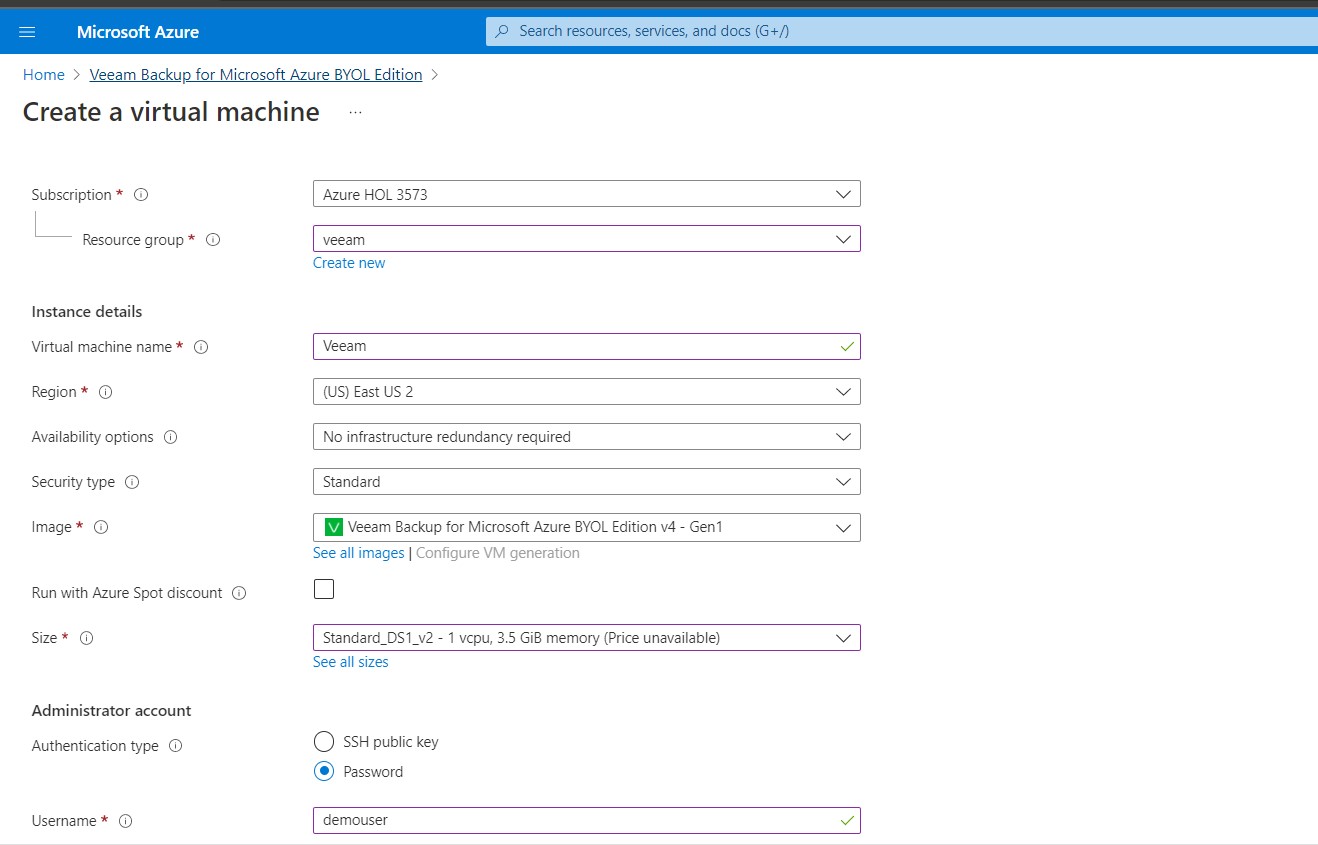 Microsoft Azure
Search resources, services, and docs (G+/)
Home > Veeam Backup for Microsoft Azure BYOL Edition >
Create a virtual machine ...
Subscription * Azure HOL 3573
Resource group * veeam
Create new
Instance details
Virtual machine name * Veeam
Region * (US) East US 2
Availability options No infrastructure redundancy required
Security type Standard
Image * Veeam Backup for Microsoft Azure BYOL Edition v4 - Gen1
See all images | Configure VM generation
Run with Azure Spot discount
Size * Standard_DS1_v2 - 1 vcpu, 3.5 GiB memory (Price unavailable)
See all sizes
Administrator account
Authentication type SSH public key
Password
Username * demouser